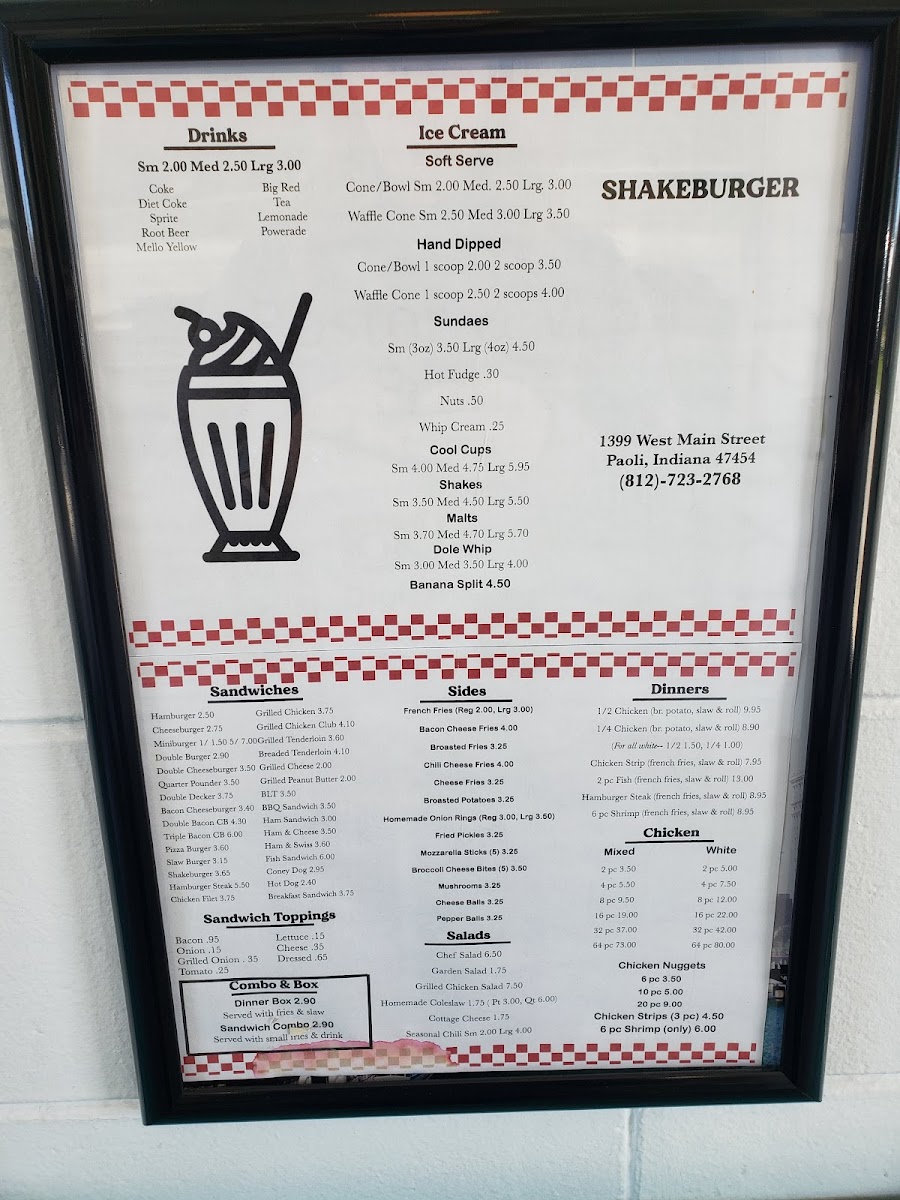 Drinks
Sm 2.00 Med 2.50 Lrg 3.00
Coke
Diet Coke
Sprite
Root Beer
Mello Yellow
Big Red
Tea
Lemonade
Powerade
Ice Cream
Soft Serve
Cone/Bowl Sm 2.00 Med. 2.50 Lrg. 3.00
Waffle Cone Sm 2,50 Med 3.00 Lrg 3.50
Hand Dipped
Cone/Bowl 1 scoop 2.00 2 scoop 3.50
Waffle Cone 1 scoop 2.50 2 scoops 4.00
Sundaes
Sm (3oz) 3.50 Lrg (4oz) 4.50
Hot Fudge .30
Nuts .50
Whip Cream .25
Cool Cups
Sm 4.00 Med 4.75 Lrg 5.95
Shakes
Sm 3.50 Med 4.50 Lrg 5.50
Malts
Sm 3.70 Med 4.70 Lrg 5.70
Dole Whip
Sm 3.00 Med 3.50 Lrg 4.00
Banana Split 4.50
SHAKEBURGER
1399 West Main Street
Paoli, Indiana 47454
(812)-723-2768
Sandwiches
Hamburger 2.50
Cheeseburger 2.75
Miniburger 1/ 1.50 5/ 7.00
Double Burger 2.90
Double Cheeseburger 3.50
Quarter Pounder 3.50
Double Decker 3.75
Bacon Cheeseburger 3.40
Double Bacon CB 4.30
Triple Bacon CB 6.00
Pizza Burger 3.60
Slaw Burger 3.15
Shakeburger 3.65
Hamburger Steak 5.50
Chicken Filet 3.75
Grilled Chicken 3.75
Grilled Chicken Club 4.10
Grilled Tenderloin 3.60
Breaded Tenderloin 4.10
Grilled Cheese 2.00
Grilled Peanut Butter 2.00
BLT 3.50
BBQ Sandwich 3.50
Ham Sandwich 3.00
Ham & Cheese 3.50
Ham & Swiss 3.60
Fish Sandwich 6.00
Coney Dog 2.95
Hot Dog 2.40
Breakfast Sandwich 3.75
Sandwich Toppings
Bacon .95
Onion .15
Grilled Onion . 35
Tomato .25
Lettuce .15
Cheese .35
Dressed .65
Combo & Box
Dinner Box 2.90
Served with fries & slaw
Sandwich Combo 2.90
Served with small fries & drink
Sides
French Fries (Reg 2.00, Lrg 3.00)
Bacon Cheese Fries 4.00
Broasted Fries 3.25
Chili Cheese Fries 4.00
Cheese Fries 3.25
Broasted Potatoes 3.25
Homemade Onion Rings (Reg 3.00, Lrg 3.50)
Fried Pickles 3.25
Mozzarella Sticks (5) 3.25
Broccoli Cheese Bites (5) 3.50
Mushrooms 3.25
Cheese Balls 3.25
Pepper Balls 3.25
Salads
Chef Salad 6.50
Garden Salad 1.75
Grilled Chicken Salad 7.50
Homemade Coleslaw 1.75 ( Pt 3.00, Qt 6.00)
Cottage Cheese 1.75
Seasonal Chili Sm 2.00 Lrg 4.00
Dinners
1/2 Chicken (br. potato, slaw & roll) 9.95
1/4 Chicken (br. potato, slaw & roll) 8.90
(For all white-- 1/2 1.50, 1/4 1.00)
Chicken Strip (french fries, slaw & roll) 7.95
2 pc Fish (french fries, slaw & roll) 13.00
Hamburger Steak (french fries, slaw & roll) 8.95
6 pc Shrimp (french fries, slaw & roll) 8.95
Chicken
Mixed
2 pc 3.50
4 pc 5.50
8 pc 9.50
16 pc 19.00
32 pc 37.00
64 pc 73.00
White
2 pc 5.00
4 pc 7.50
8 pc 12.00
16 pc 22.00
32 pc 42.00
64 pc 80.00
Chicken Nuggets
6 pc 3.50
10 pc 5.00
20 pc 9.00
Chicken Strips (3 pc) 4.50
6 pc Shrimp (only) 6.00